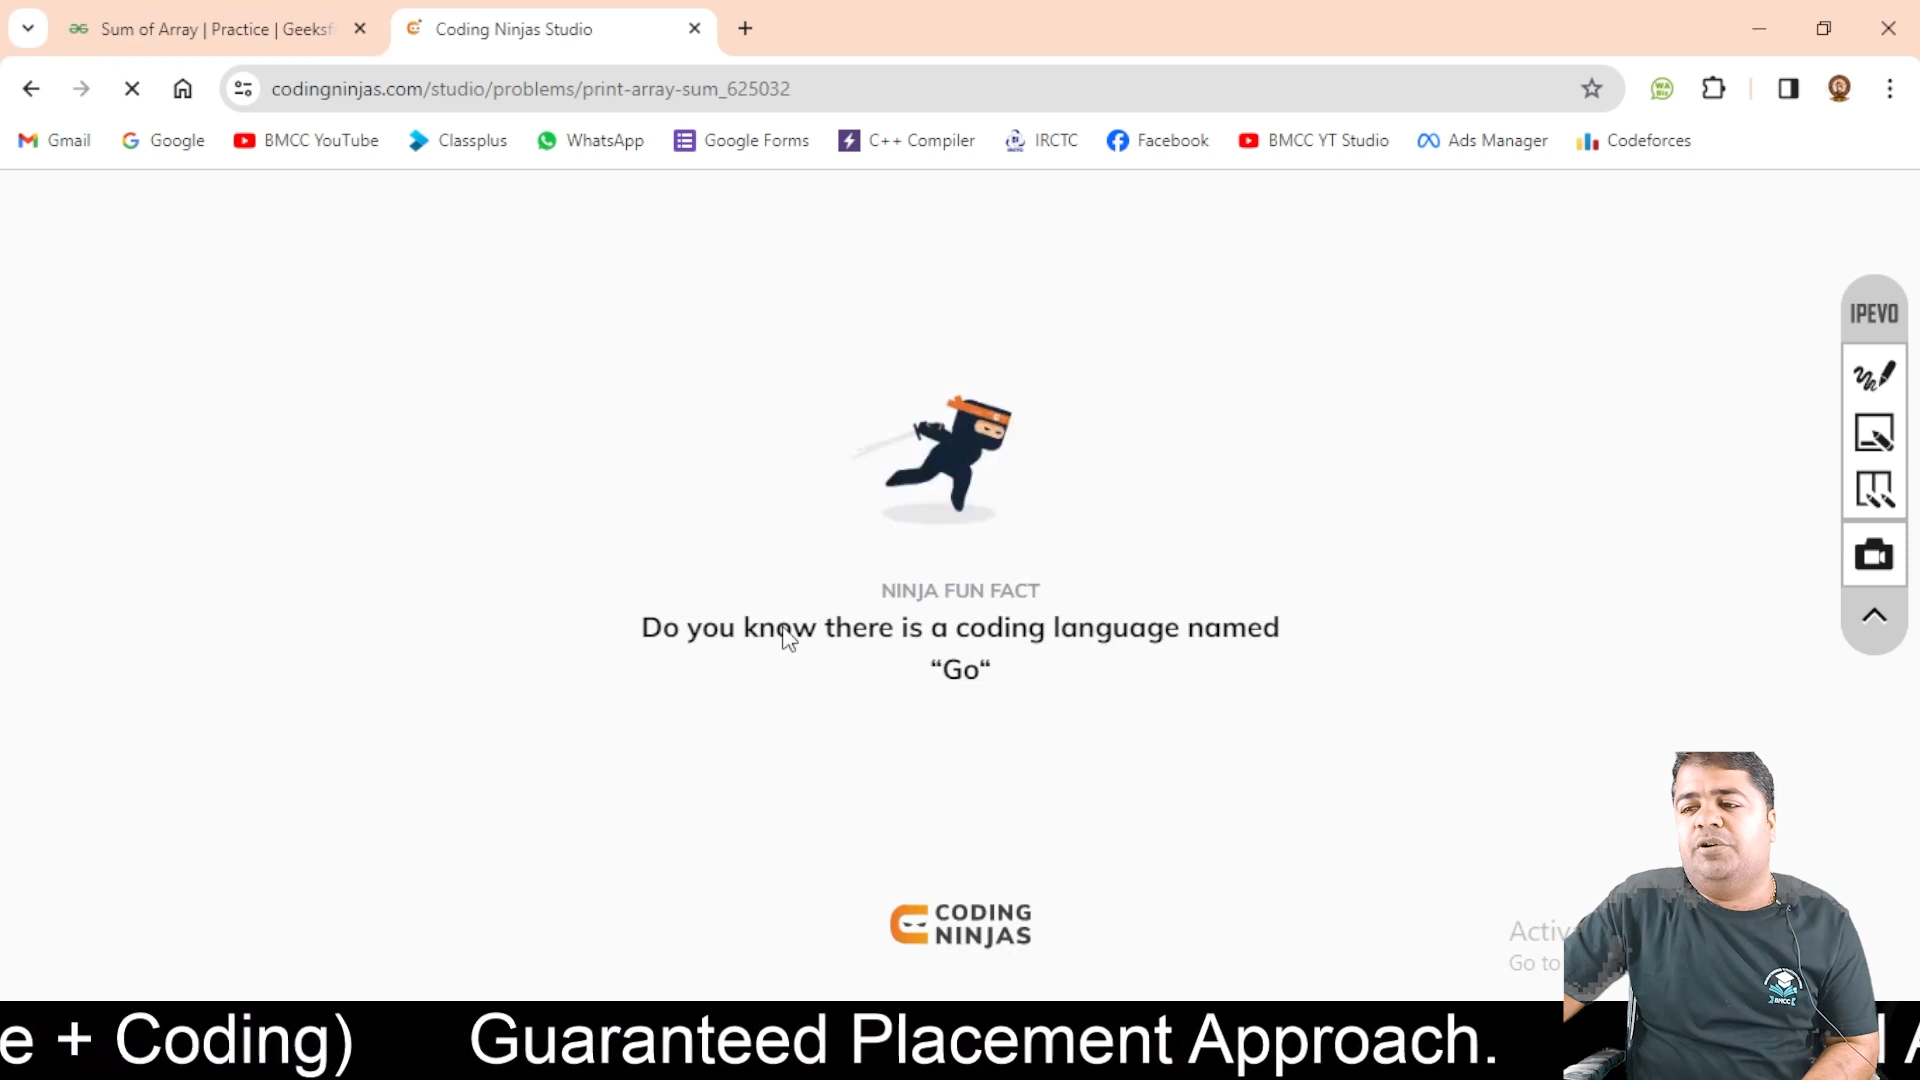 Sum of Array | Practice | Geeksf
Coding Ninjas Studio
codingninjas.com/studio/problems/print-array-sum_625032
Gmail
Google
BMCC YouTube
Classplus
WhatsApp
Google Forms
C++ Compiler
IRCTC
Facebook
BMCC YT Studio
Ads Manager
Codeforces
IPEVO
NINJA FUN FACT
Do you know there is a coding language named
“Go“
CODING
NINJAS
Activ
Go to
BMCC
e + Coding) Guaranteed Placement Approach.